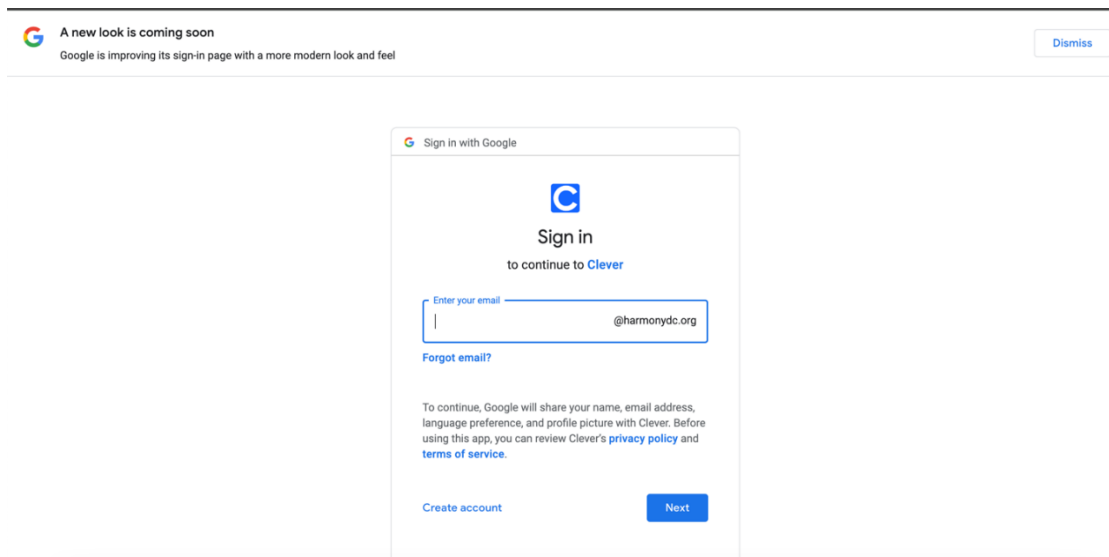 A new look is coming soon
Google is improving its sign-in page with a more modern look and feel
Dismiss
Sign in with Google
C
Sign in
to continue to Clever
Enter your email
@harmonydc.org
Forgot email?
To continue, Google will share your name, email address,
language preference, and profile picture with Clever. Before
using this app, you can review Clever's privacy policy and
terms of service.
Create account
Next